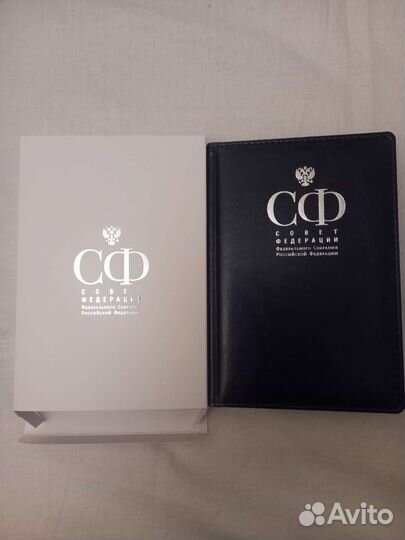 СФ
СОВЕТ
ФЕДЕРАЦИИ
Федерального Собрания
Российской Федерации
СФ
СОВЕТ
ФЕДЕРАЦИИ
Федерального Собрания
Российской Федерации
Avito